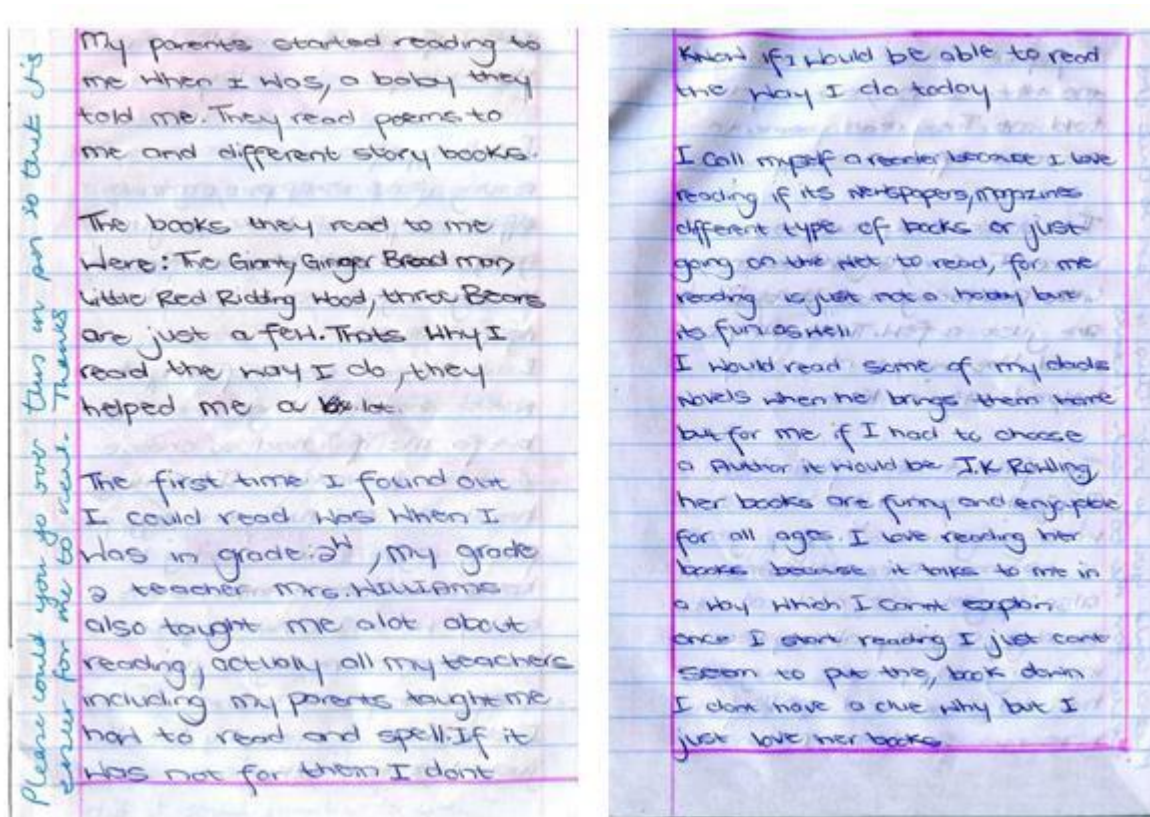 Please could you go over this in pen so that it is
easier for me to read. Thanks
My parents started reading to
me when I was, a baby they
told me. They read poems to
me and different story books.
The books they read to me
were: The Giant, Ginger Bread man,
Little Red Ridding Hood, three Bears
are just a few. Thats why I
read the way I do, they
helped me a lot.
The first time I found out
I could read was when I
was in grade:2, my grade
2 teacher Mrs. WILLIAMS
also taught me alot about
reading, actually all my teachers
including my parents taught me
how to read and spell. If it
was not for them I dont
know if I would be able to read
the way I do today
I call myself a reader because I love
reading if its newspapers, magazines
different type of books or just
going on the net to read, for me
reading is just not a hobby but
its fun as well
I would read some of my dads
novels when he brings them home
but for me if I had to choose
a Author it would be J.K Rowling,
her books are funny and enjoyable
for all ages. I love reading her
books because it talks to me in
a way which I cannt explain
once I start reading I just cant
seem to put the, book down
I dont have a clue why but I
just love her books